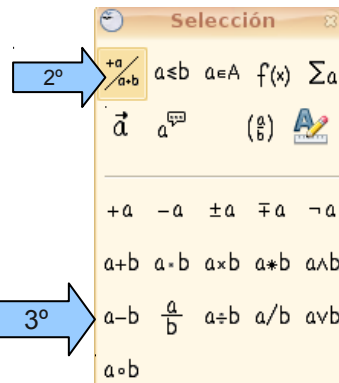 Selección
2º +a/a+b a≤b a∈A f(x) Σa
a⃗ a (a/b) A
+a −a ±a ∓a ¬a
a+b a·b a×b a∗b a∧b
3º a−b a/b a÷b a/b a∨b
a∘b